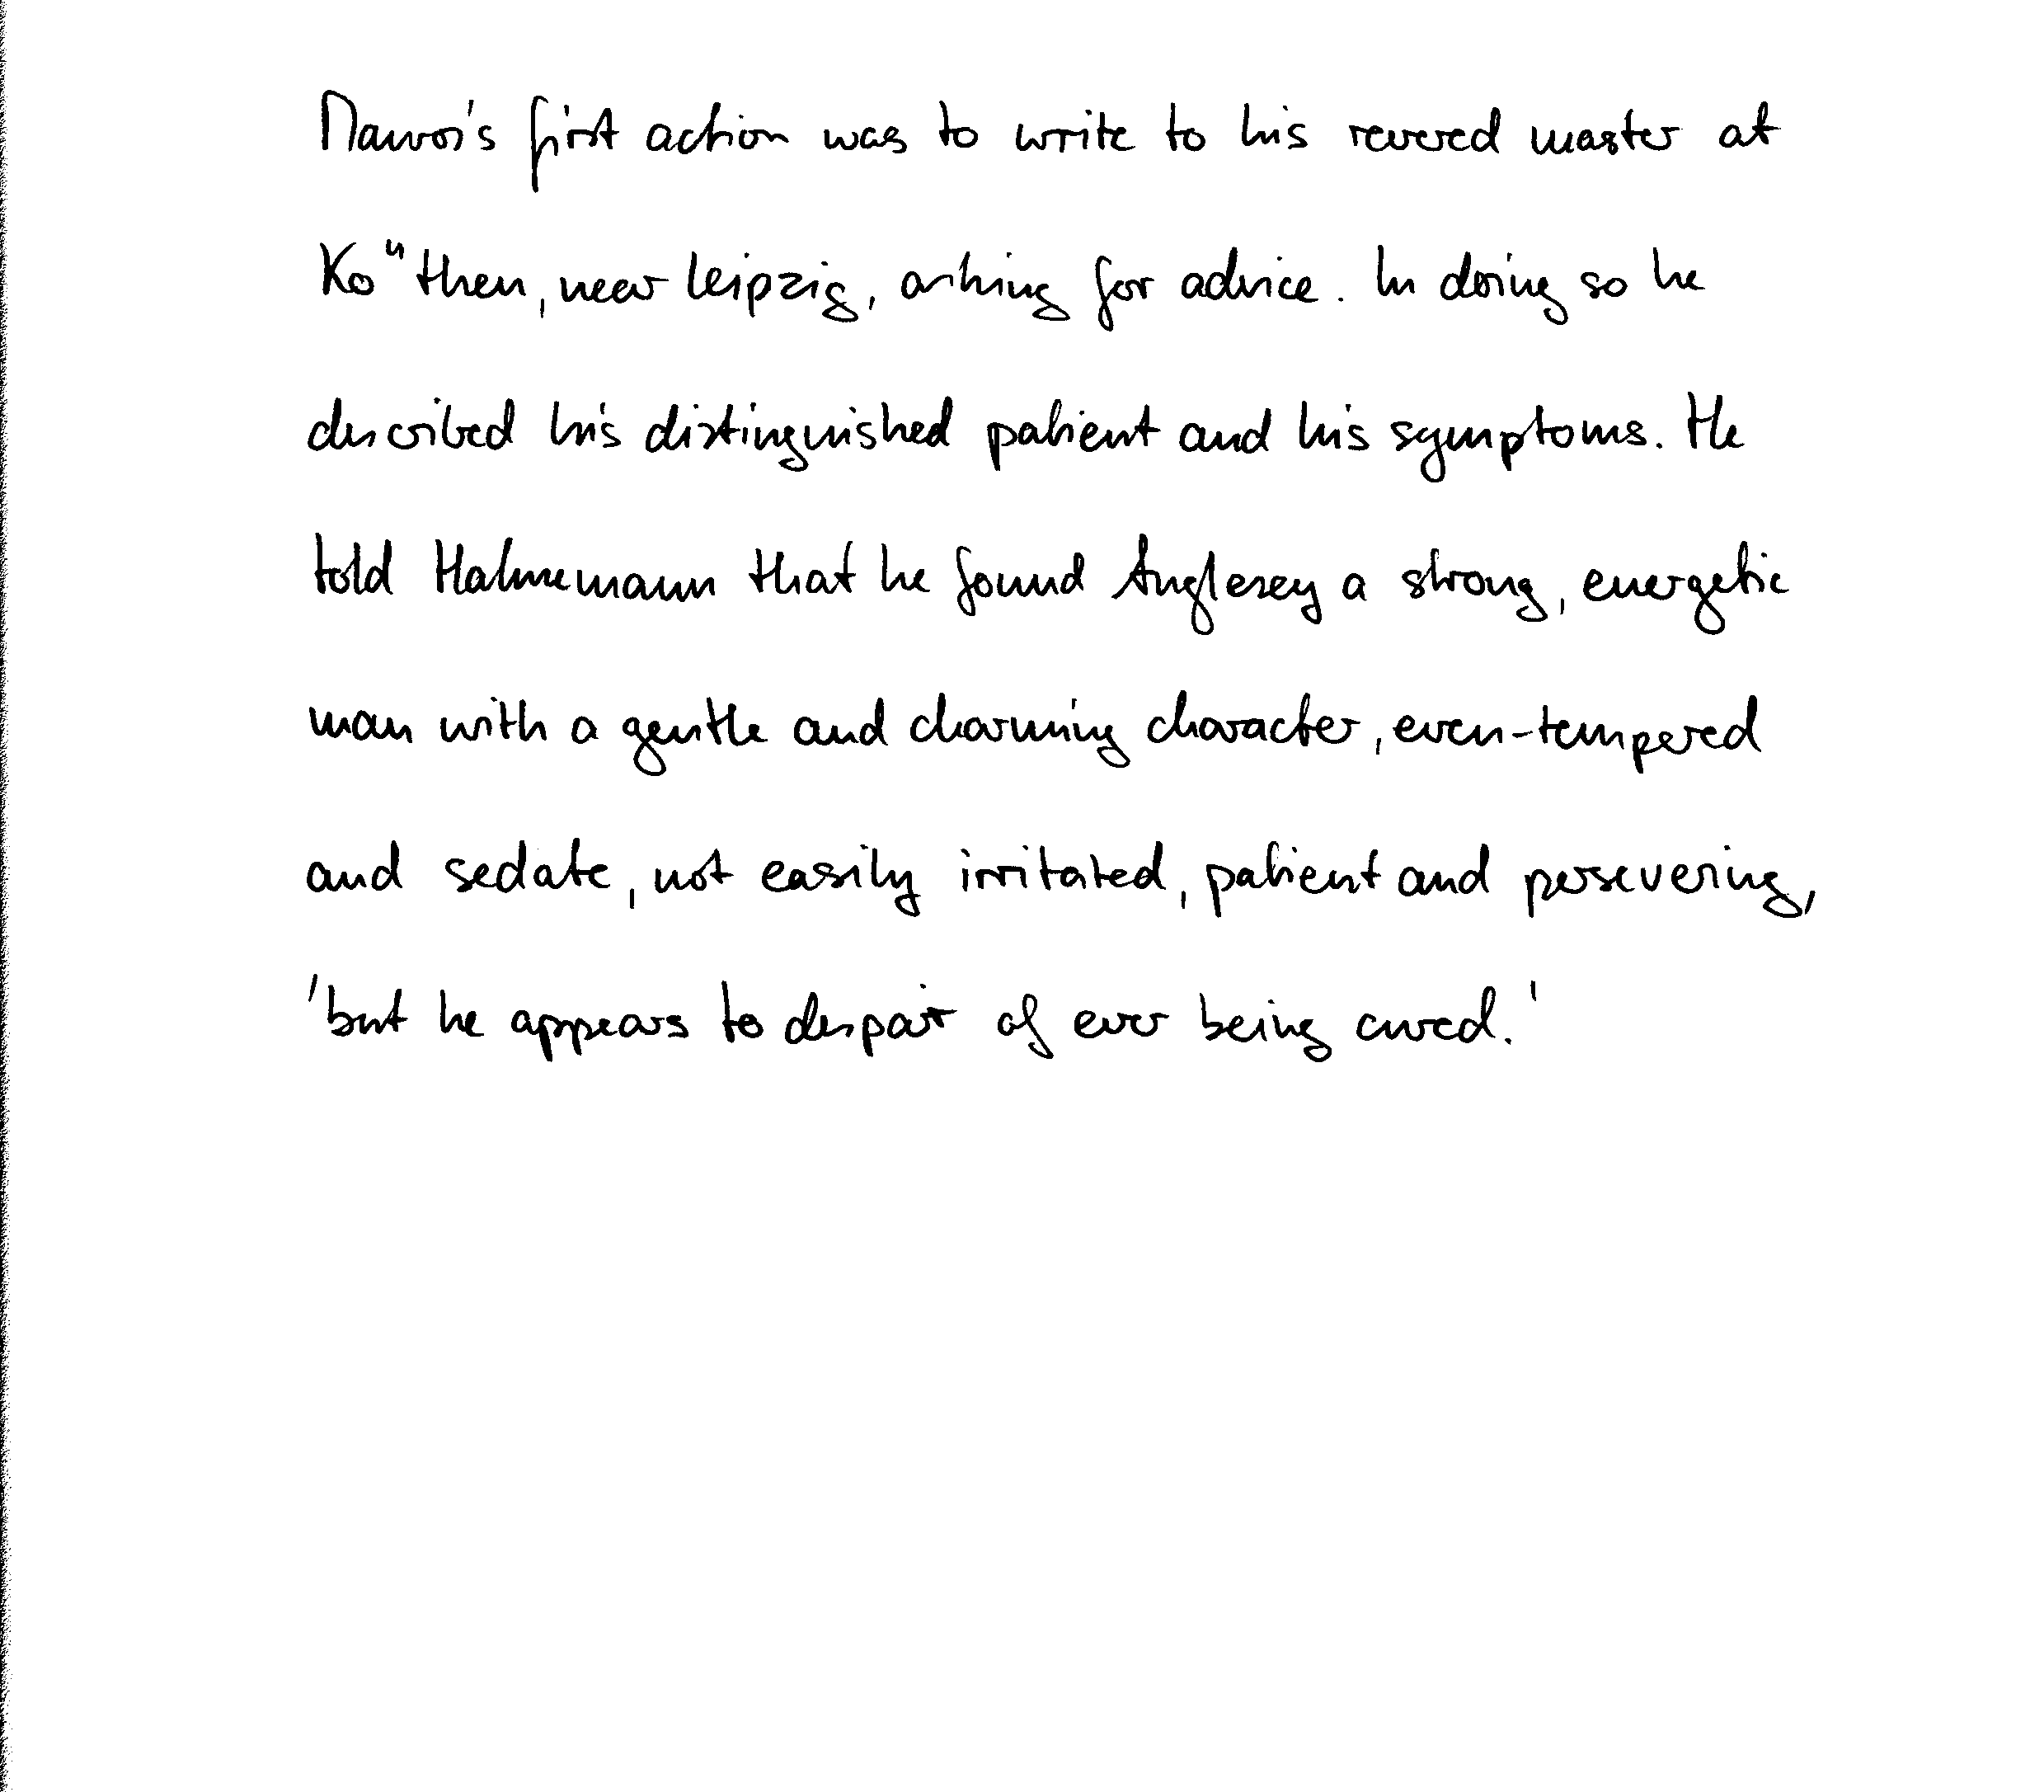 Mauro's first action was to write to his revered master at
Ko"then, near Leipzig, asking for advice. In doing so he
described his distinguished patient and his symptoms. He
told Hahnemann that he found Anglesey a strong, energetic
man with a gentle and charming character, even-tempered
and sedate, not easily irritated, patient and persevering,
'but he appears to despair of ever being cured.'